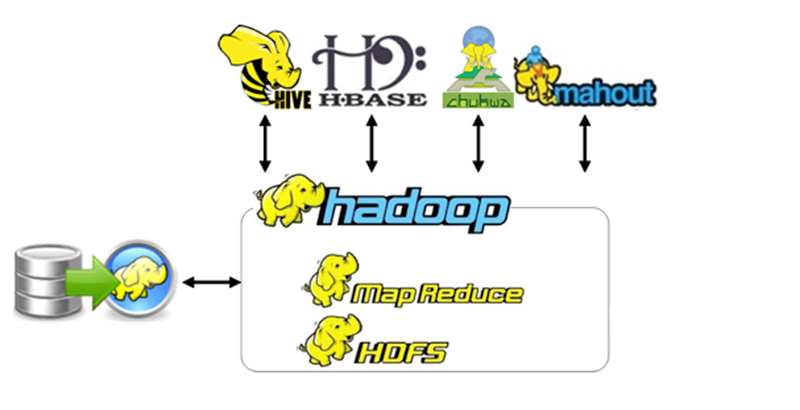 HIVE
H·BASE
chukwa
mahout
hadoop
Map Reduce
HDFS